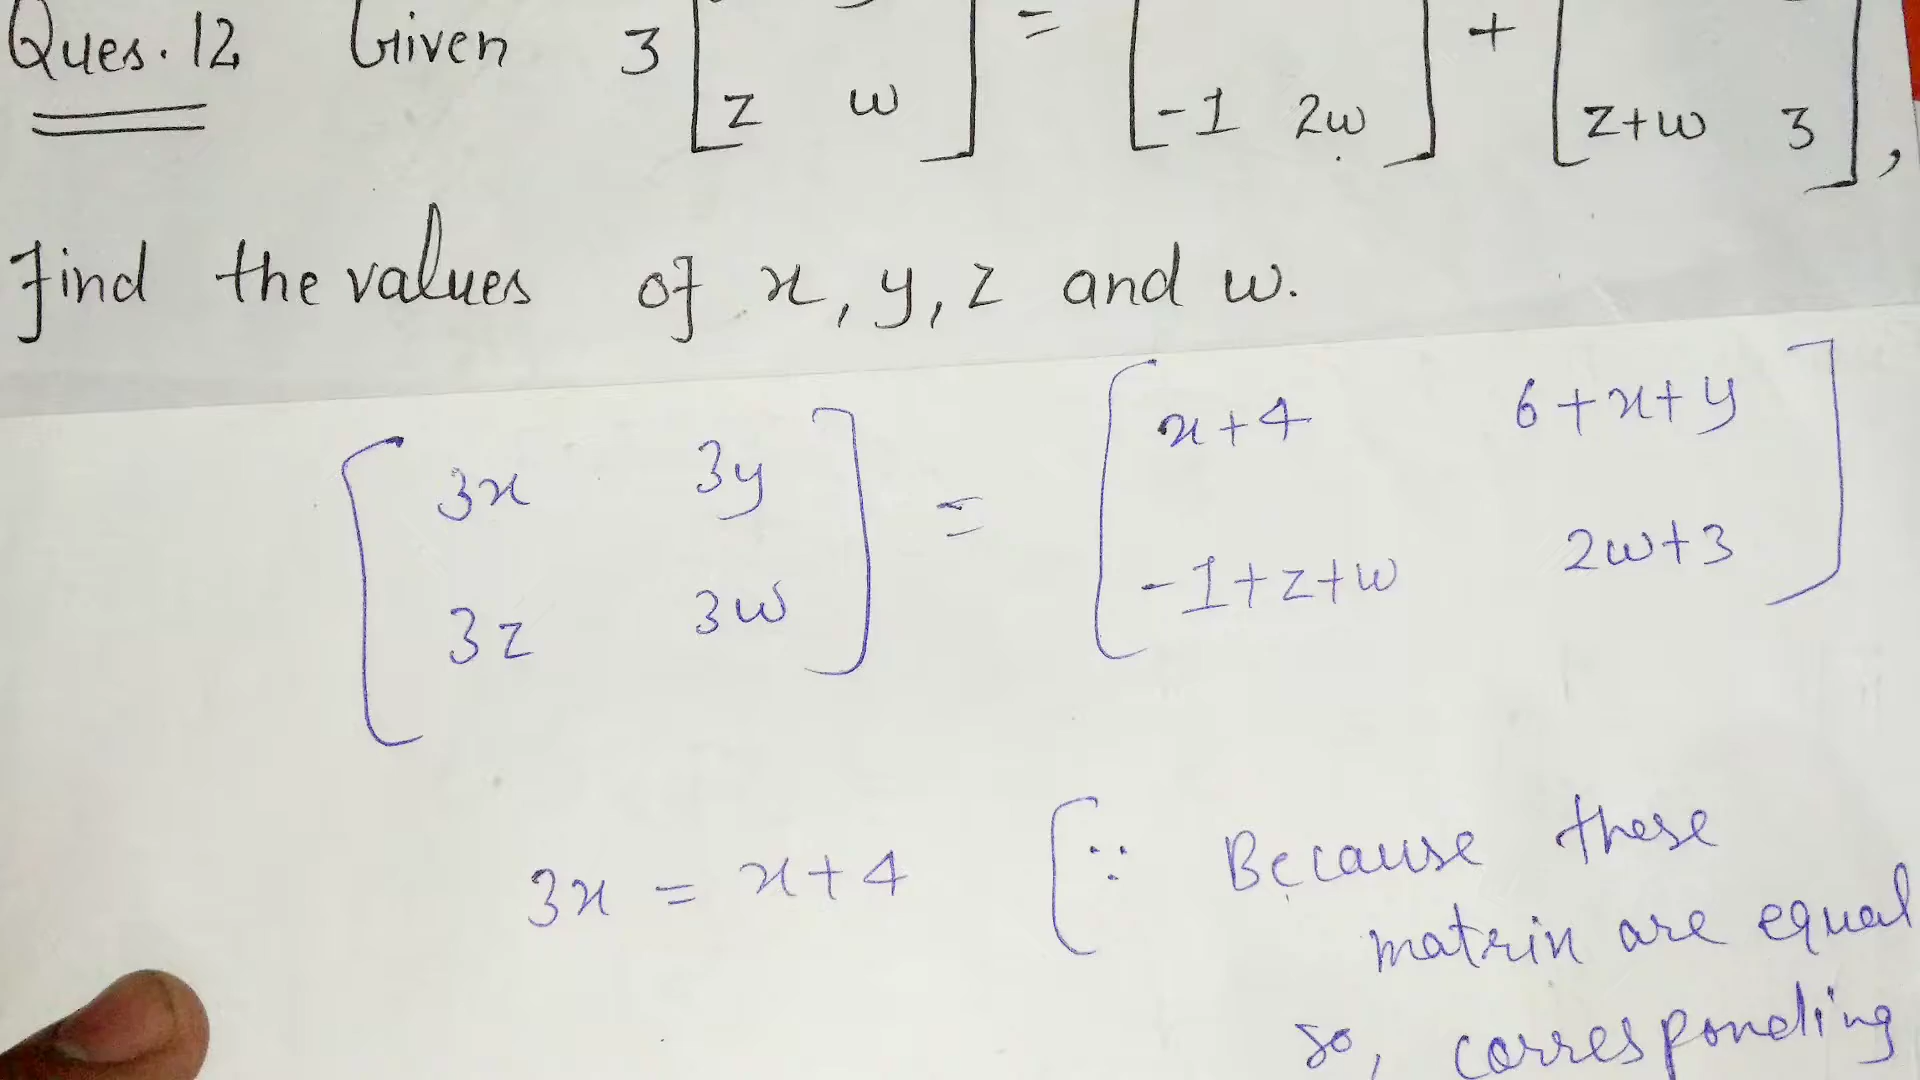 Ques. 12 Given 3 [ ] = [ ] + [ ]
z w -1 2w z+w 3 ,
Find the values of x, y, z and w.
[ 3x 3y ] = [ x+4 6+x+y ]
[ 3z 3w ] [ -1+z+w 2w+3 ]
3x = x+4 [ ∵ Because these
matrix are equal
so, corresponding